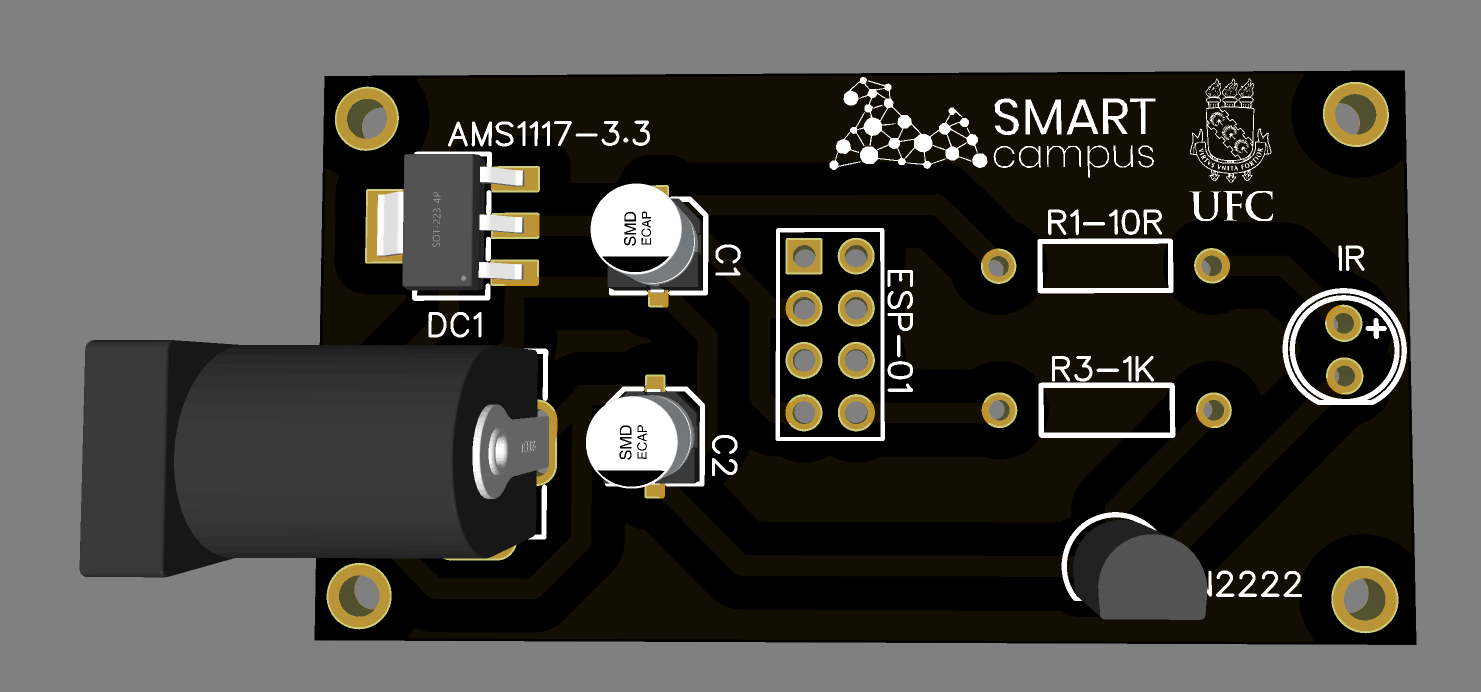 AMS1117-3.3
SOT-223-4P
DC1
SMD
ECAP
C1
SMD
ECAP
C2
ESP-01
SMART
campus
UFC
R1-10R
IR
+
R3-1K
N2222